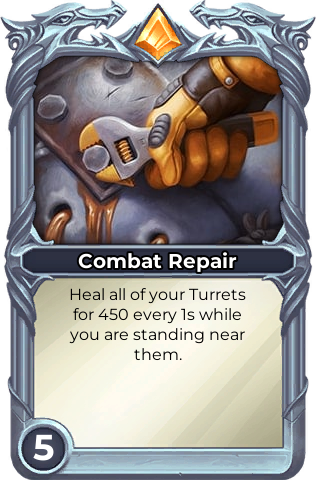 Combat Repair
Heal all of your Turrets
for 450 every 1s while
you are standing near
them.
5